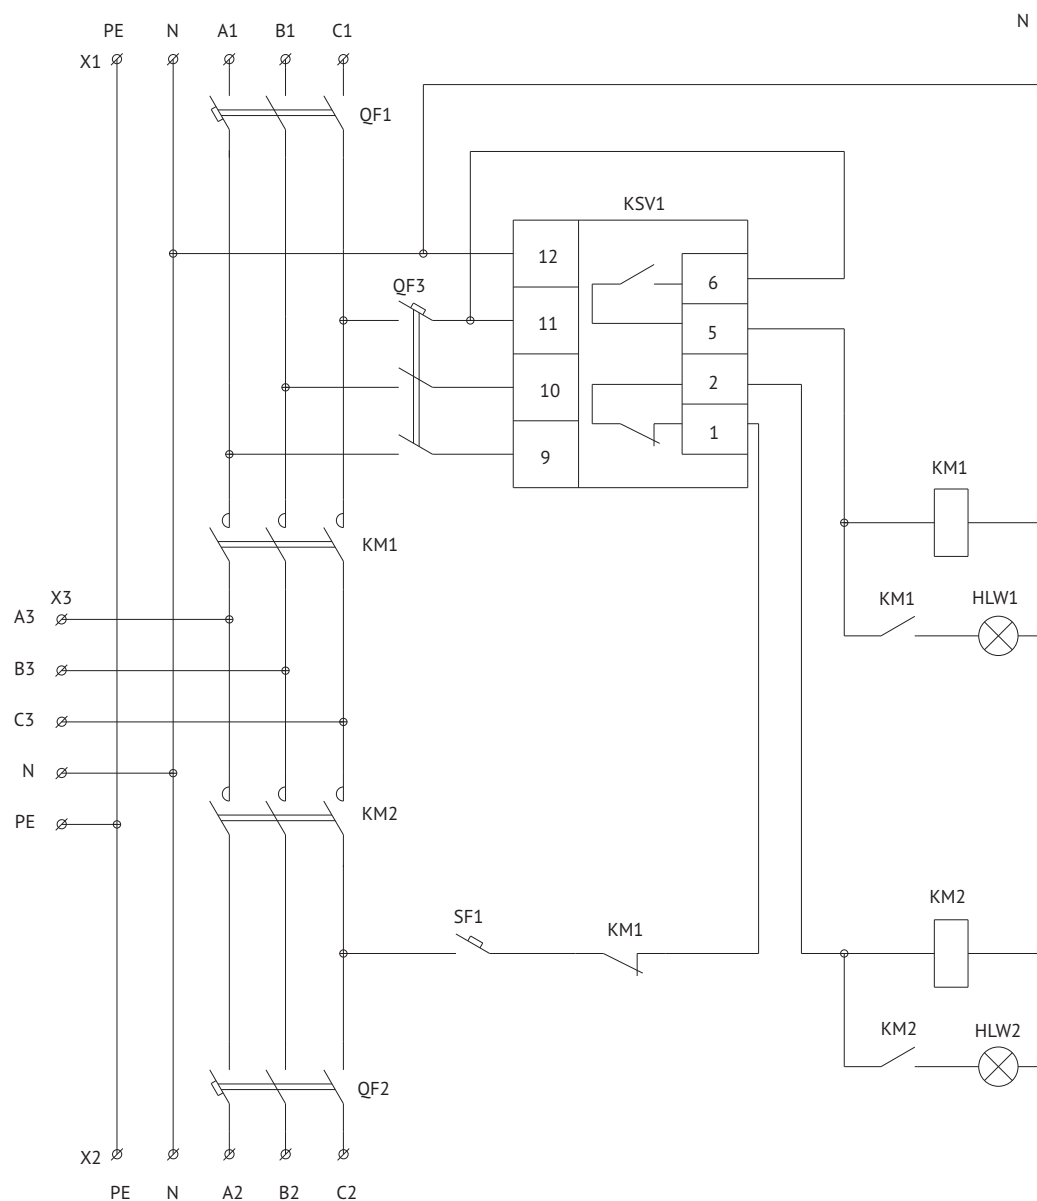 N
PE N A1 B1 C1
X1
QF1
KSV1
12
6
QF3
11
5
2
10
1
9
KM1
KM1
X3
KM1 HLW1
A3
B3
C3
N
KM2
PE
KM2
SF1
KM1
KM2 HLW2
QF2
X2
PE N A2 B2 C2